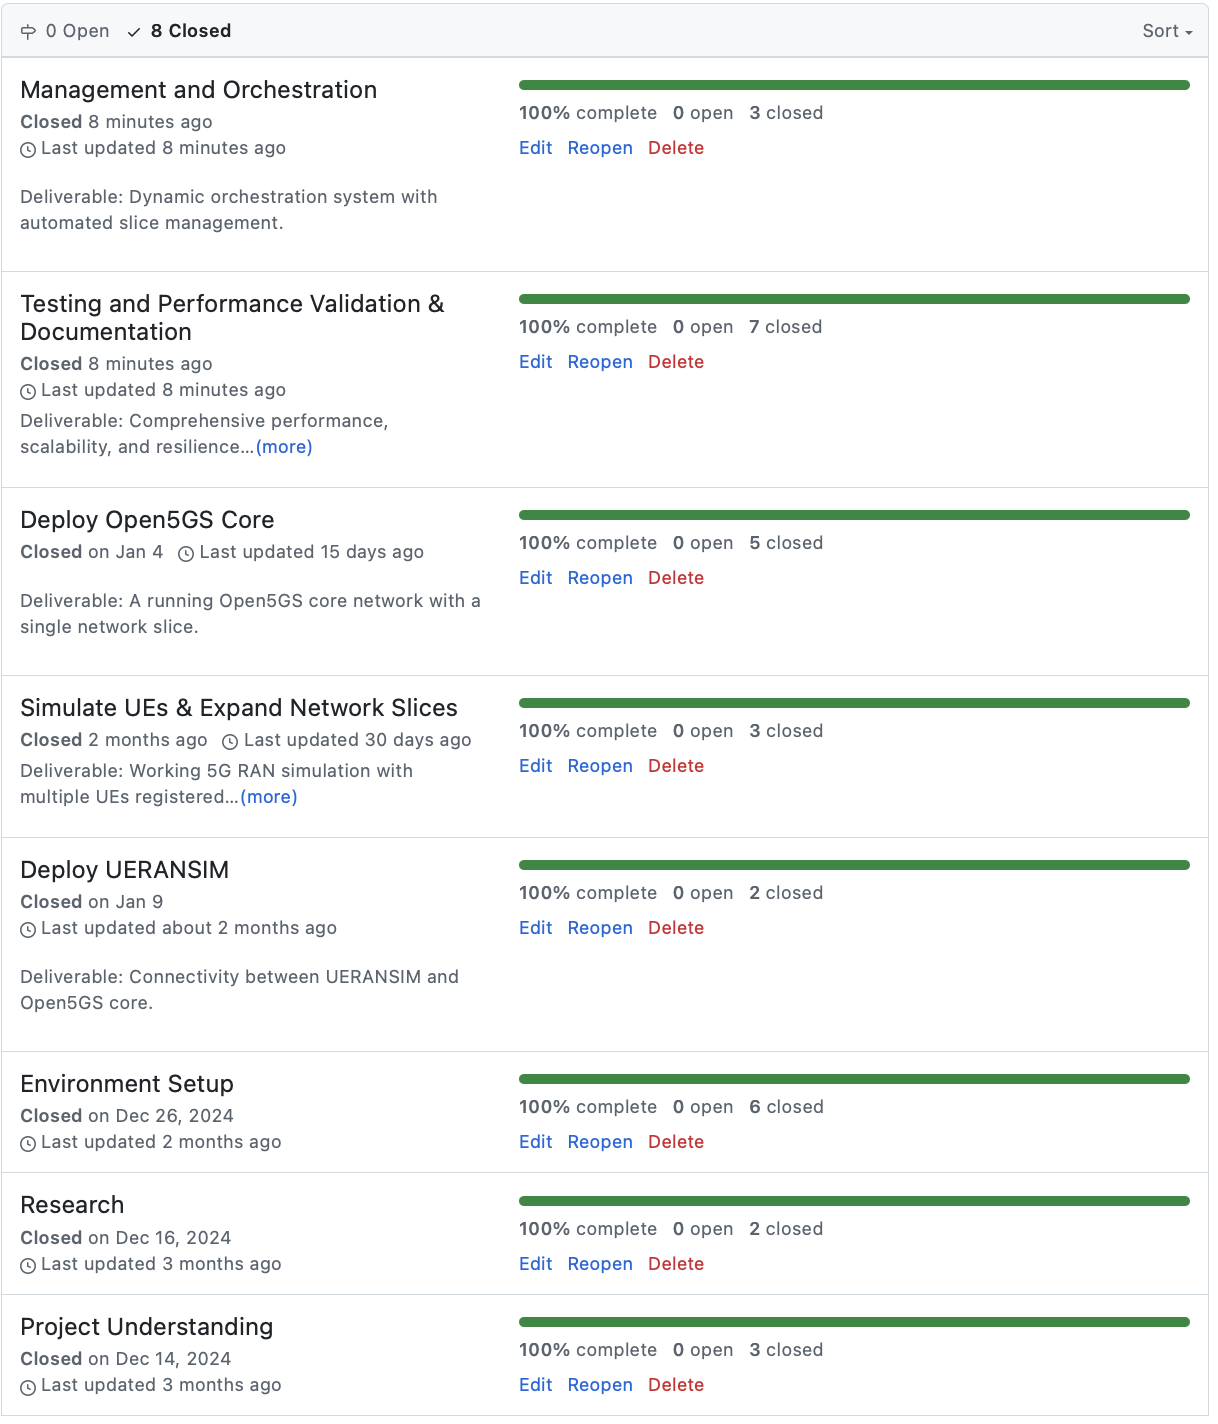 0 Open 8 Closed Sort
Management and Orchestration
Closed 8 minutes ago
Last updated 8 minutes ago
Deliverable: Dynamic orchestration system with
automated slice management.
100% complete 0 open 3 closed
Edit Reopen Delete
Testing and Performance Validation &
Documentation
Closed 8 minutes ago
Last updated 8 minutes ago
Deliverable: Comprehensive performance,
scalability, and resilience...(more)
100% complete 0 open 7 closed
Edit Reopen Delete
Deploy Open5GS Core
Closed on Jan 4 Last updated 15 days ago
Deliverable: A running Open5GS core network with a
single network slice.
100% complete 0 open 5 closed
Edit Reopen Delete
Simulate UEs & Expand Network Slices
Closed 2 months ago Last updated 30 days ago
Deliverable: Working 5G RAN simulation with
multiple UEs registered...(more)
100% complete 0 open 3 closed
Edit Reopen Delete
Deploy UERANSIM
Closed on Jan 9
Last updated about 2 months ago
Deliverable: Connectivity between UERANSIM and
Open5GS core.
100% complete 0 open 2 closed
Edit Reopen Delete
Environment Setup
Closed on Dec 26, 2024
Last updated 2 months ago
100% complete 0 open 6 closed
Edit Reopen Delete
Research
Closed on Dec 16, 2024
Last updated 3 months ago
100% complete 0 open 2 closed
Edit Reopen Delete
Project Understanding
Closed on Dec 14, 2024
Last updated 3 months ago
100% complete 0 open 3 closed
Edit Reopen Delete